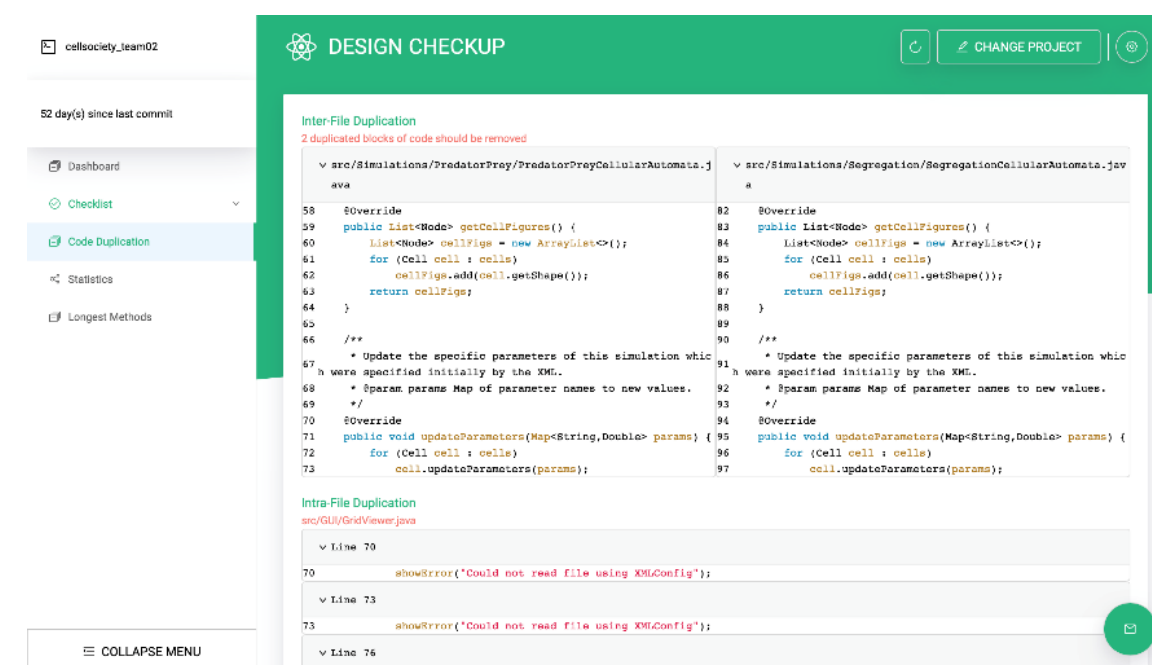 cellsociety_team02
52 day(s) since last commit
Dashboard
Checklist
Code Duplication
Statistics
Longest Methods
COLLAPSE MENU
DESIGN CHECKUP
CHANGE PROJECT
Inter-File Duplication
2 duplicated blocks of code should be removed
src/Simulations/PredatorPrey/PredatorPreyCellularAutomata.j
ava
58 @Override
59 public List<Node> getCellFigures() {
60 List<Node> cellFigs = new ArrayList<>();
61 for (Cell cell : cells)
62 cellFigs.add(cell.getShape());
63 return cellFigs;
64 }
65
66 /**
67 * Update the specific parameters of this simulation whic
h were specified initially by the XML.
68 * @param params Map of parameter names to new values.
69 */
70 @Override
71 public void updateParameters(Map<String,Double> params) {
72 for (Cell cell : cells)
73 cell.updateParameters(params);
src/Simulations/Segregation/SegregationCellularAutomata.jav
a
82 @Override
83 public List<Node> getCellFigures() {
84 List<Node> cellFigs = new ArrayList<>();
85 for (Cell cell : cells)
86 cellFigs.add(cell.getShape());
87 return cellFigs;
88 }
89
90 /**
91 * Update the specific parameters of this simulation whic
h were specified initially by the XML.
92 * @param params Map of parameter names to new values.
93 */
94 @Override
95 public void updateParameters(Map<String,Double> params) {
96 for (Cell cell : cells)
97 cell.updateParameters(params);
Intra-File Duplication
src/GUI/GridViewer.java
Line 70
70 showError("Could not read file using XMLConfig");
Line 73
73 showError("Could not read file using XMLConfig");
Line 76